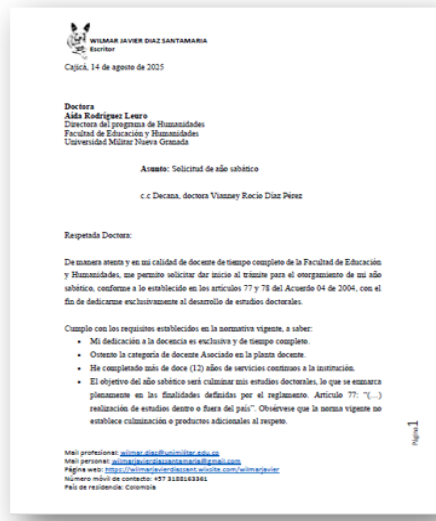 WILMAR JAVIER DIAZ SANTAMARIA
Escritor
Cajicá, 14 de agosto de 2025
Doctora
Aída Rodríguez Leuro
Directora del programa de Humanidades
Facultad de Educación y Humanidades
Universidad Militar Nueva Granada
Asunto: Solicitud de año sabático
c.c Decana, doctora Vianney Rocío Díaz Pérez
Respetada Doctora:
De manera atenta y en mi calidad de docente de tiempo completo de la Facultad de Educación
y Humanidades, me permito solicitar dar inicio al trámite para el otorgamiento de mi año
sabático, conforme a lo establecido en los artículos 77 y 78 del Acuerdo 04 de 2004, con el
fin de dedicarme exclusivamente al desarrollo de estudios doctorales.
Cumplo con los requisitos establecidos en la normativa vigente, a saber:
• Mi dedicación a la docencia es exclusiva y de tiempo completo.
• Ostento la categoría de docente Asociado en la planta docente.
• He completado más de doce (12) años de servicios continuos a la institución.
• El objetivo del año sabático será culminar mis estudios doctorales, lo que se enmarca
plenamente en las finalidades definidas por el reglamento. Artículo 77: “(…)
realización de estudios dentro o fuera del país”. Obsérvese que la norma vigente no
establece culminación o productos adicionales al respeto.
Página 1
Mail profesional: wilmar.diaz@unimilitar.edu.co
Mail personal: wilmarjavierdiazsantamaria@gmail.com
Página web: https://wilmarjavierdiazsant.wixsite.com/wilmarjavier
Número móvil de contacto: +57 3188163361
País de residencia: Colombia